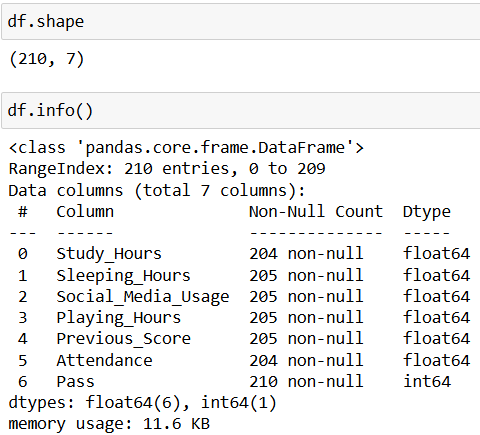 df.shape
(210, 7)
df.info()
<class 'pandas.core.frame.DataFrame'>
RangeIndex: 210 entries, 0 to 209
Data columns (total 7 columns):
 #   Column              Non-Null Count  Dtype
---  ------              --------------  -----
 0   Study_Hours         204 non-null    float64
 1   Sleeping_Hours      205 non-null    float64
 2   Social_Media_Usage  205 non-null    float64
 3   Playing_Hours       205 non-null    float64
 4   Previous_Score      205 non-null    float64
 5   Attendance          204 non-null    float64
 6   Pass                210 non-null    int64
dtypes: float64(6), int64(1)
memory usage: 11.6 KB